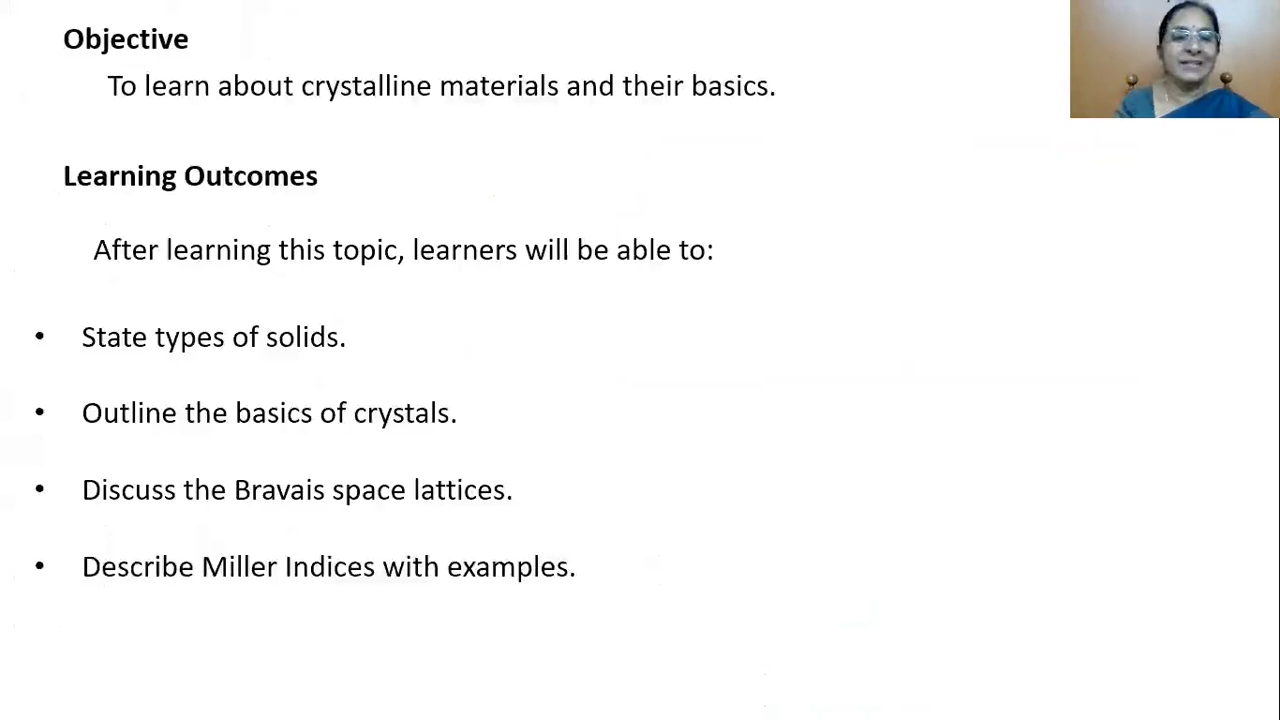 Objective
To learn about crystalline materials and their basics.
Learning Outcomes
After learning this topic, learners will be able to:
• State types of solids.
• Outline the basics of crystals.
• Discuss the Bravais space lattices.
• Describe Miller Indices with examples.